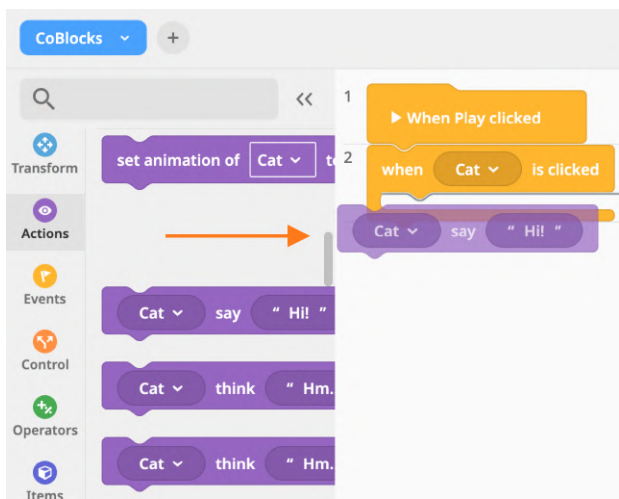 CoBlocks
+
1
When Play clicked
Transform
set animation of Cat to
2
when Cat is clicked
Actions
Cat say " Hi! "
Events
Cat say " Hi! "
Control
Cat think " Hm.
Operators
Cat think " Hm.
Items